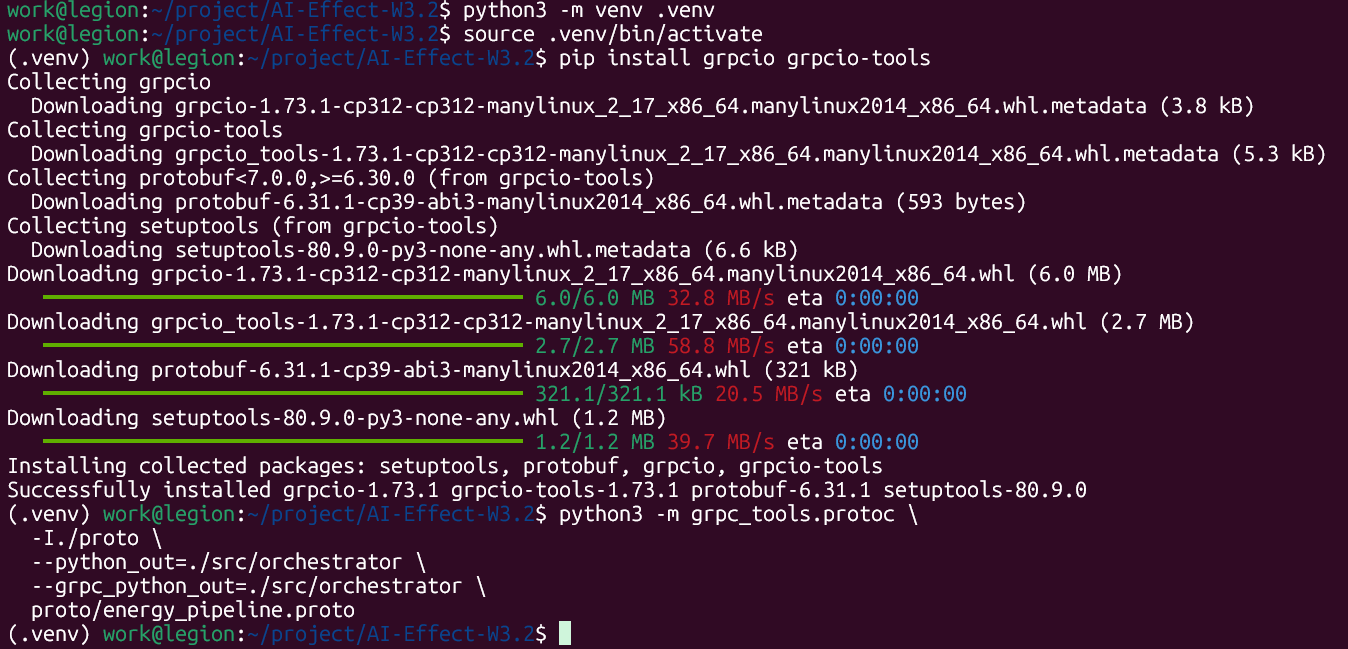 work@legion:~/project/AI-Effect-W3.2$ python3 -m venv .venv
work@legion:~/project/AI-Effect-W3.2$ source .venv/bin/activate
(.venv) work@legion:~/project/AI-Effect-W3.2$ pip install grpcio grpcio-tools
Collecting grpcio
  Downloading grpcio-1.73.1-cp312-cp312-manylinux_2_17_x86_64.manylinux2014_x86_64.whl.metadata (3.8 kB)
Collecting grpcio-tools
  Downloading grpcio_tools-1.73.1-cp312-cp312-manylinux_2_17_x86_64.manylinux2014_x86_64.whl.metadata (5.3 kB)
Collecting protobuf<7.0.0,>=6.30.0 (from grpcio-tools)
  Downloading protobuf-6.31.1-cp39-abi3-manylinux2014_x86_64.whl.metadata (593 bytes)
Collecting setuptools (from grpcio-tools)
  Downloading setuptools-80.9.0-py3-none-any.whl.metadata (6.6 kB)
Downloading grpcio-1.73.1-cp312-cp312-manylinux_2_17_x86_64.manylinux2014_x86_64.whl (6.0 MB)
6.0/6.0 MB 32.8 MB/s eta 0:00:00
Downloading grpcio_tools-1.73.1-cp312-cp312-manylinux_2_17_x86_64.manylinux2014_x86_64.whl (2.7 MB)
2.7/2.7 MB 58.8 MB/s eta 0:00:00
Downloading protobuf-6.31.1-cp39-abi3-manylinux2014_x86_64.whl (321 kB)
321.1/321.1 kB 20.5 MB/s eta 0:00:00
Downloading setuptools-80.9.0-py3-none-any.whl (1.2 MB)
1.2/1.2 MB 39.7 MB/s eta 0:00:00
Installing collected packages: setuptools, protobuf, grpcio, grpcio-tools
Successfully installed grpcio-1.73.1 grpcio-tools-1.73.1 protobuf-6.31.1 setuptools-80.9.0
(.venv) work@legion:~/project/AI-Effect-W3.2$ python3 -m grpc_tools.protoc \
  -I./proto \
  --python_out=./src/orchestrator \
  --grpc_python_out=./src/orchestrator \
  proto/energy_pipeline.proto
(.venv) work@legion:~/project/AI-Effect-W3.2$